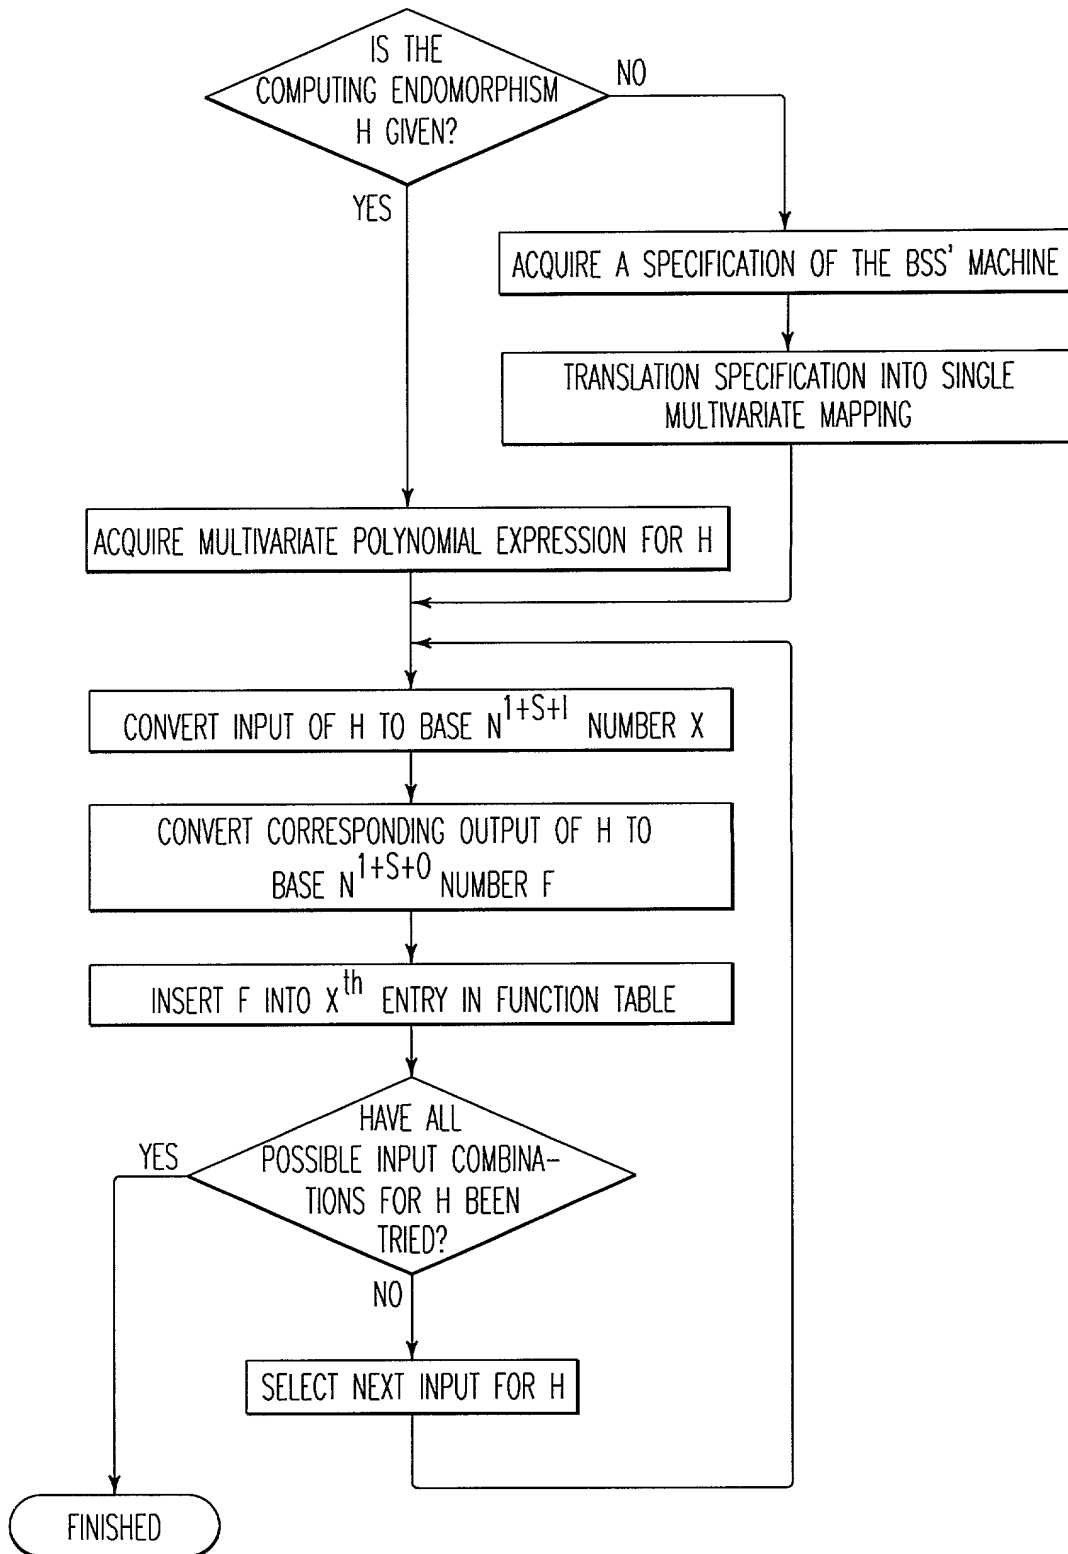 IS THE
COMPUTING ENDOMORPHISM
H GIVEN?
NO
YES
ACQUIRE A SPECIFICATION OF THE BSS' MACHINE
TRANSLATION SPECIFICATION INTO SINGLE
MULTIVARIATE MAPPING
ACQUIRE MULTIVARIATE POLYNOMIAL EXPRESSION FOR H
CONVERT INPUT OF H TO BASE N^1+S+I NUMBER X
CONVERT CORRESPONDING OUTPUT OF H TO
BASE N^1+S+O NUMBER F
INSERT F INTO X^th ENTRY IN FUNCTION TABLE
HAVE ALL
POSSIBLE INPUT COMBINA-
TIONS FOR H BEEN
TRIED?
YES
NO
SELECT NEXT INPUT FOR H
FINISHED